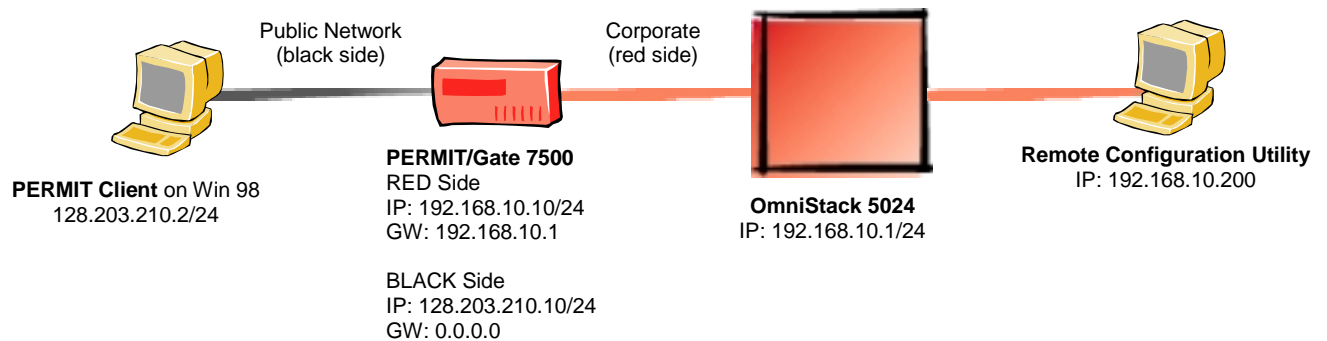 Public Network
(black side)
Corporate
(red side)
PERMIT Client on Win 98
128.203.210.2/24
PERMIT/Gate 7500
RED Side
IP: 192.168.10.10/24
GW: 192.168.10.1
BLACK Side
IP: 128.203.210.10/24
GW: 0.0.0.0
OmniStack 5024
IP: 192.168.10.1/24
Remote Configuration Utility
IP: 192.168.10.200